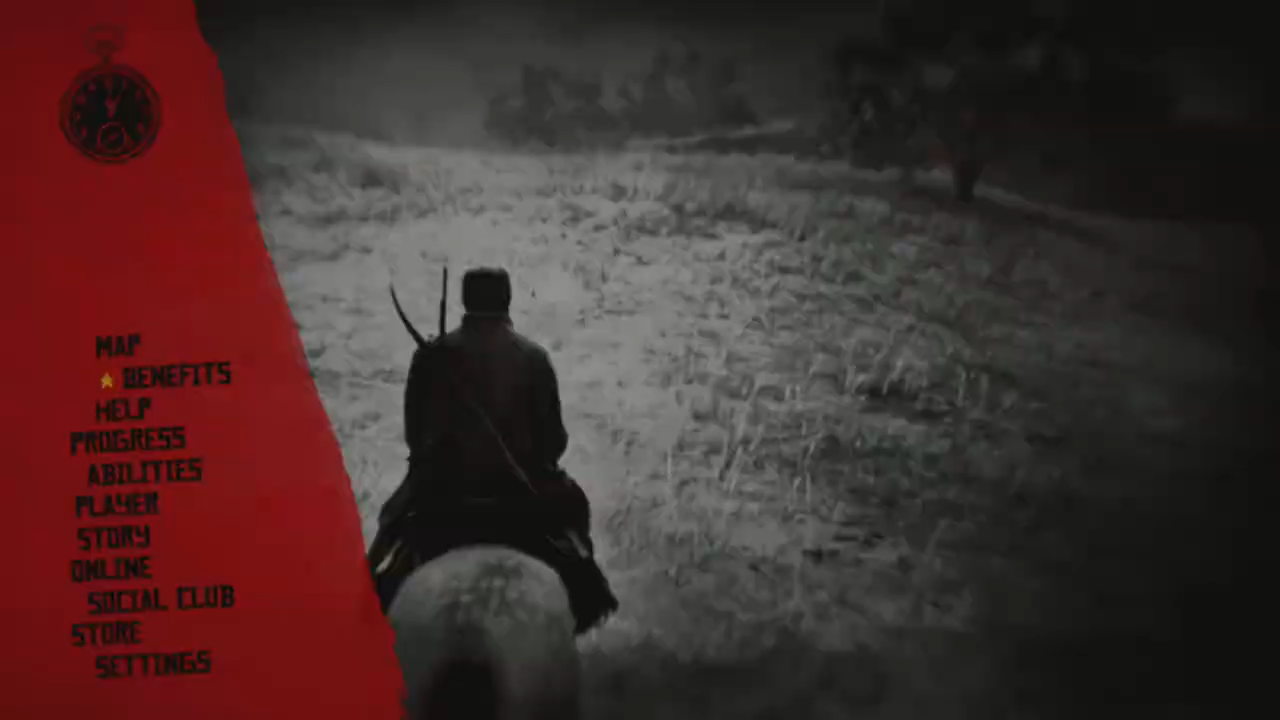 MAP
BENEFITS
HELP
PROGRESS
ABILITIES
PLAYER
STORY
ONLINE
SOCIAL CLUB
STORE
SETTINGS